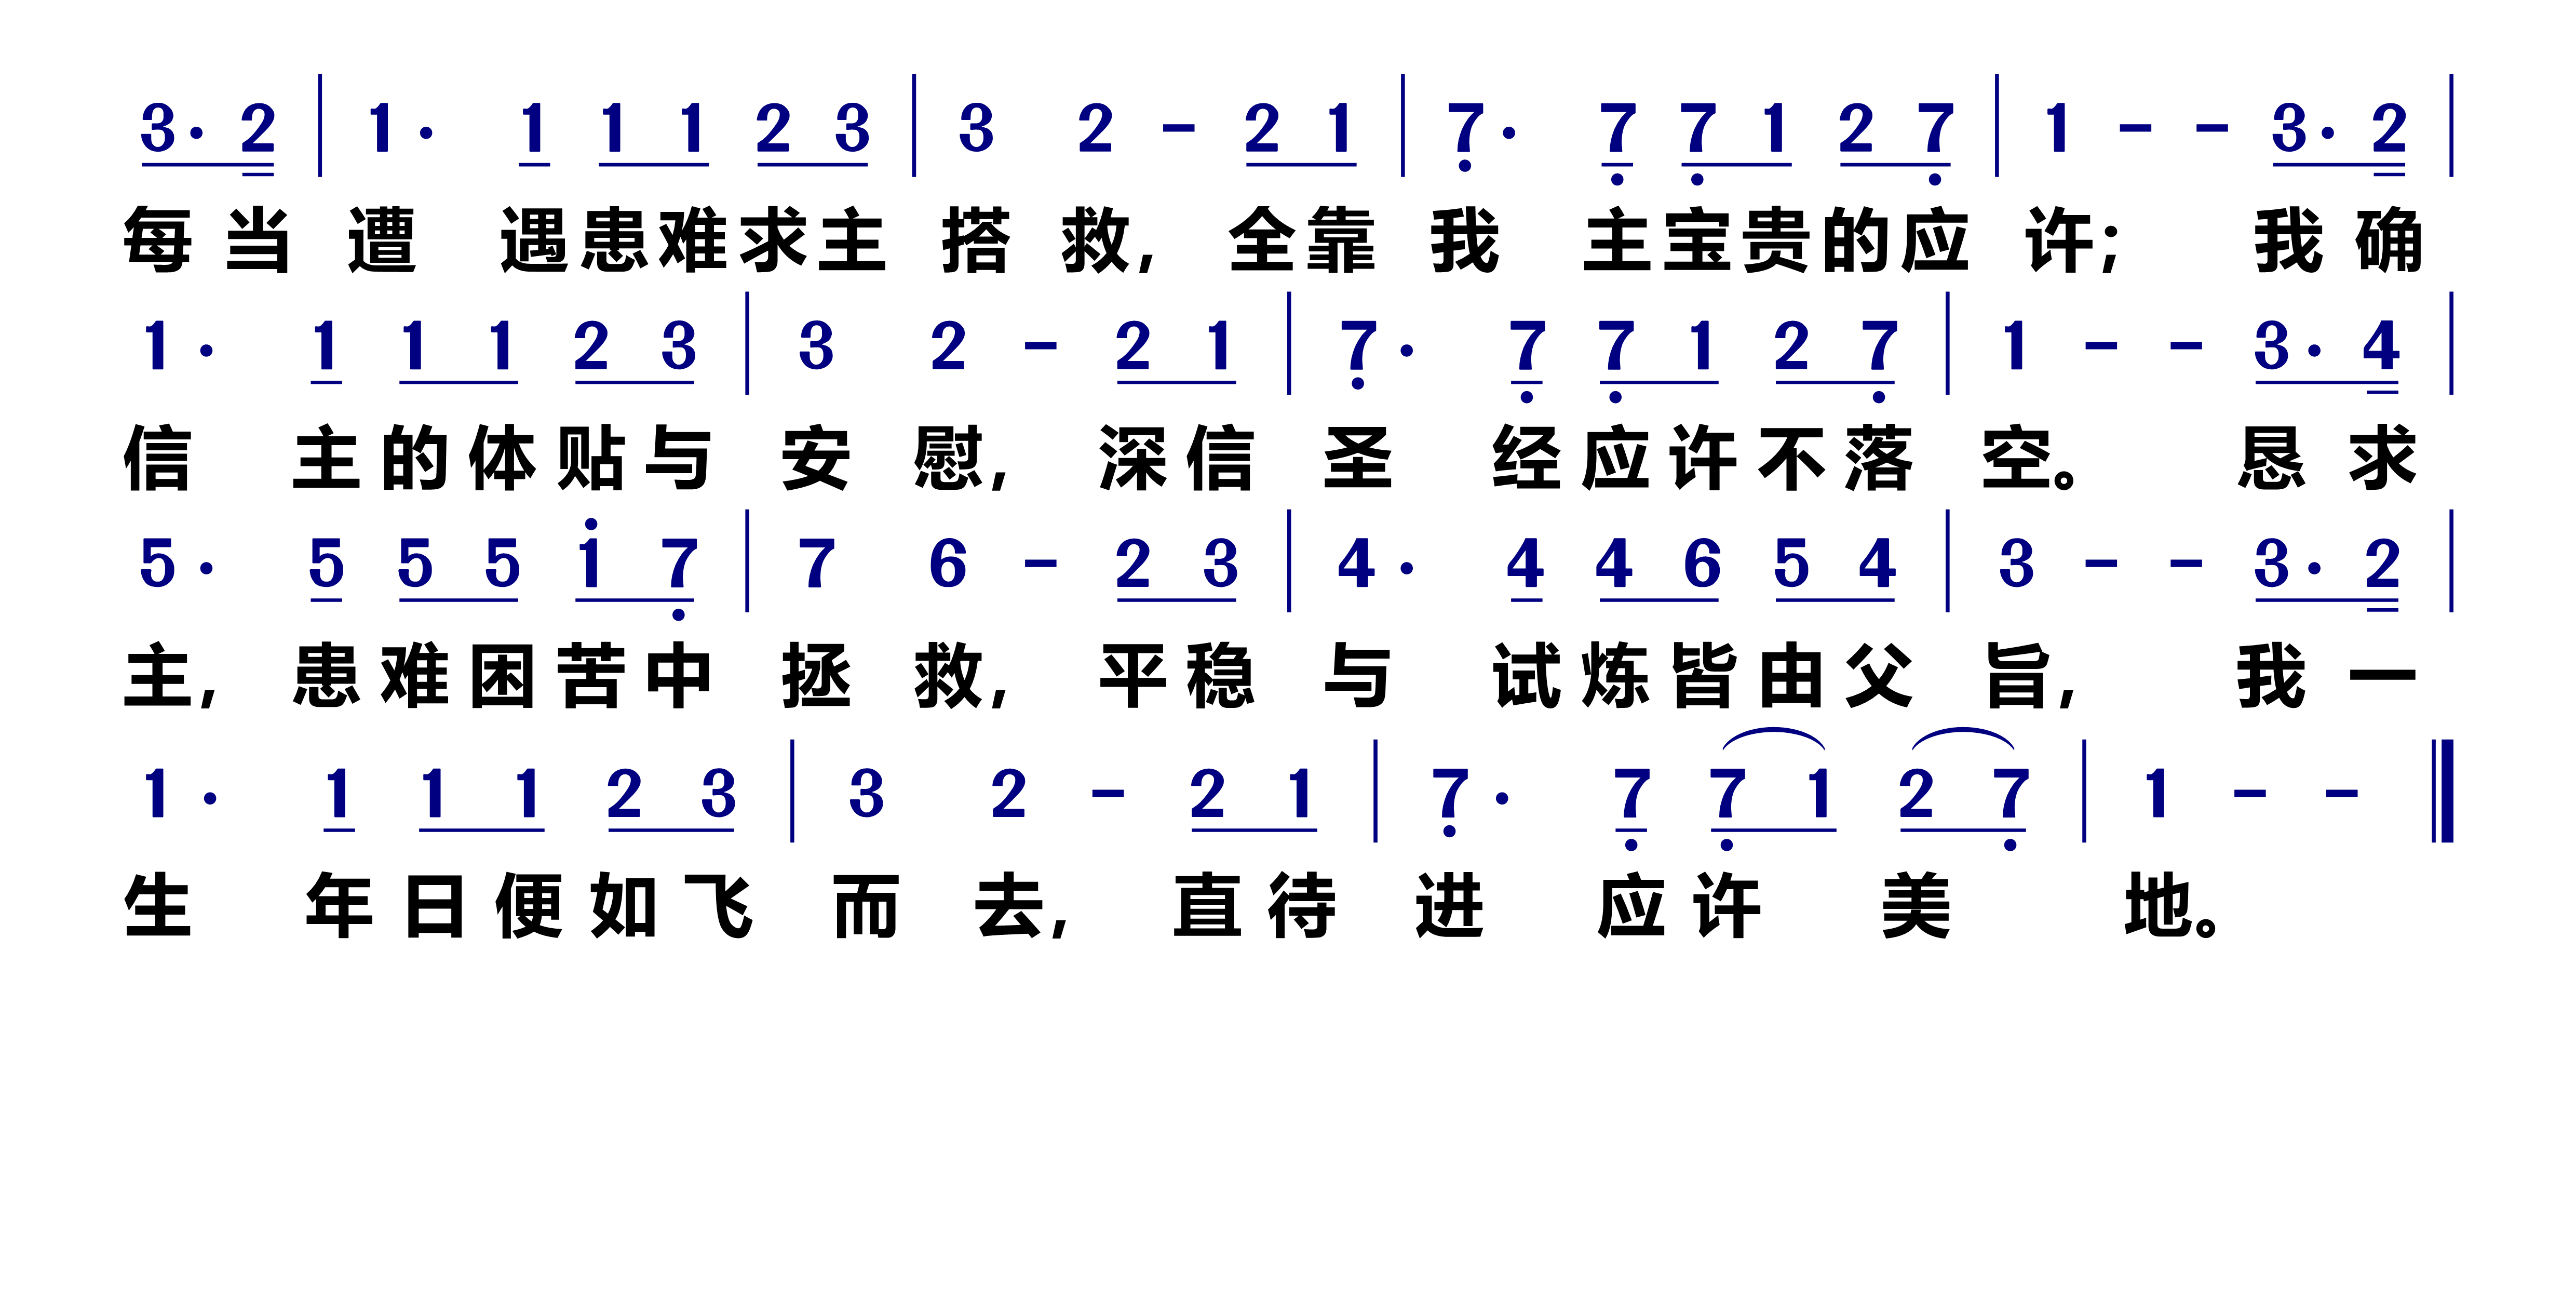 3· 2 | 1· 1 1 1 2 3 | 3 2 - 2 1 | 7· 7 7 1 2 7 | 1 - - 3· 2 |
每当遭 遇患难求主 搭 救, 全靠 我 主宝贵的应 许; 我确
1· 1 1 1 2 3 | 3 2 - 2 1 | 7· 7 7 1 2 7 | 1 - - 3· 4 |
信 主的体贴与 安 慰, 深信 圣 经应许不落 空。 恳求
5· 5 5 5 1 7 | 7 6 - 2 3 | 4· 4 4 6 5 4 | 3 - - 3· 2 |
主, 患难困苦中 拯 救, 平稳 与 试炼皆由父 旨, 我一
1· 1 1 1 2 3 | 3 2 - 2 1 | 7· 7 7 1 2 7 | 1 - -
生 年日便如飞 而 去, 直待 进 应许 美 地。